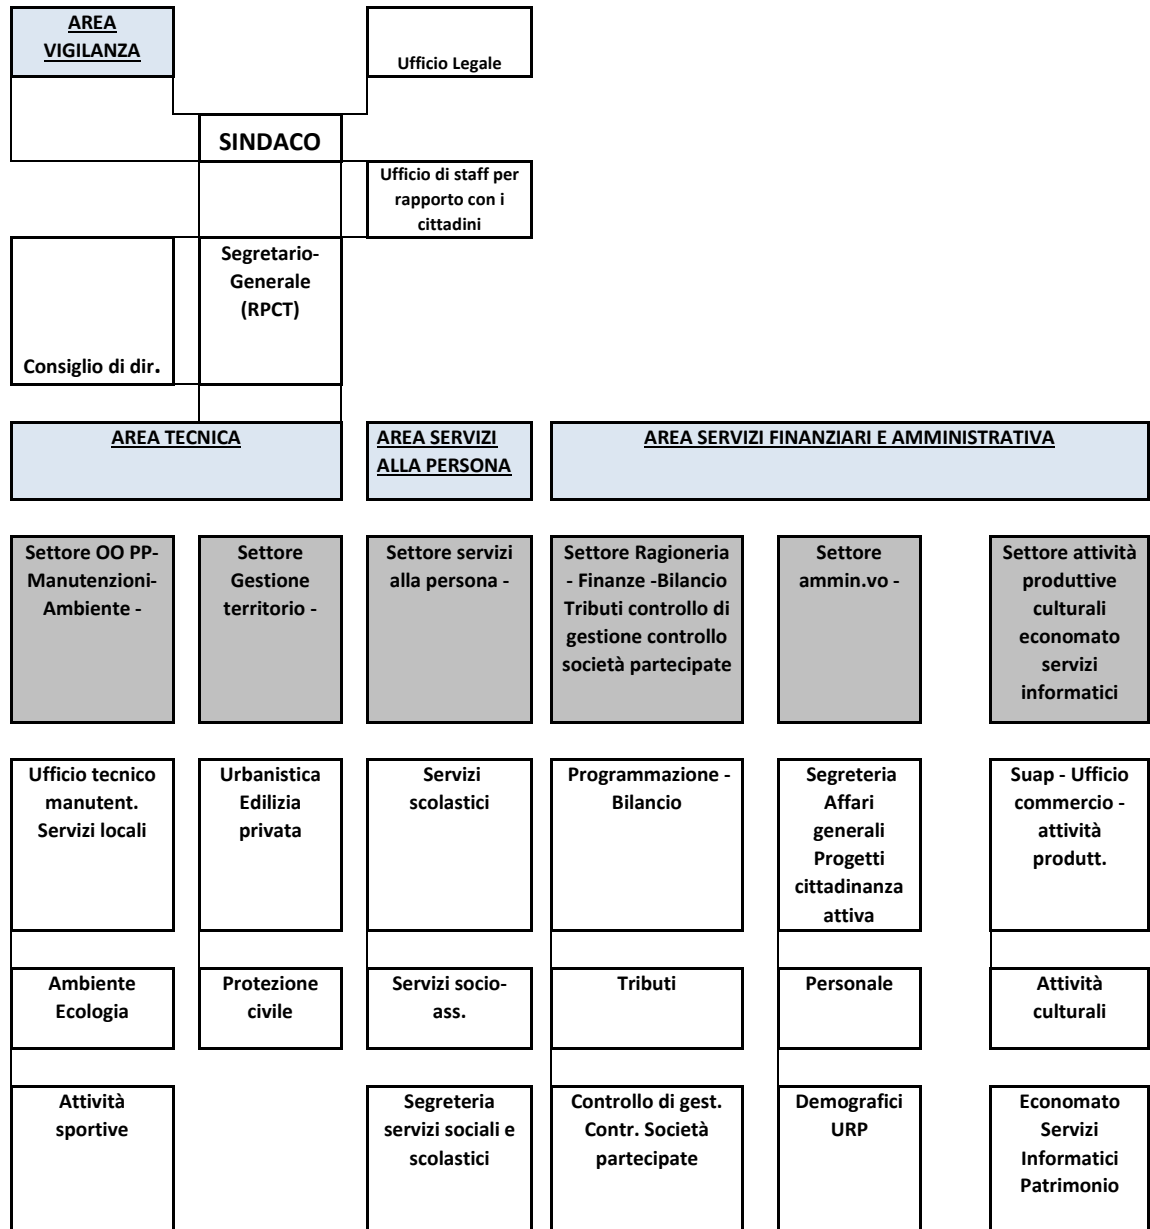 AREA
VIGILANZA
Ufficio Legale
SINDACO
Ufficio di staff per
rapporto con i
cittadini
Segretario-
Generale
(RPCT)
Consiglio di dir.
AREA TECNICA
AREA SERVIZI
ALLA PERSONA
AREA SERVIZI FINANZIARI E AMMINISTRATIVA
Settore OO PP-
Manutenzioni-
Ambiente -
Settore
Gestione
territorio -
Settore servizi
alla persona -
Settore Ragioneria
- Finanze -Bilancio
Tributi controllo di
gestione controllo
società partecipate
Settore
ammin.vo -
Settore attività
produttive
culturali
economato
servizi
informatici
Ufficio tecnico
manutent.
Servizi locali
Urbanistica
Edilizia
privata
Servizi
scolastici
Programmazione -
Bilancio
Segreteria
Affari
generali
Progetti
cittadinanza
attiva
Suap - Ufficio
commercio -
attività
produtt.
Ambiente
Ecologia
Protezione
civile
Servizi socio-
ass.
Tributi
Personale
Attività
culturali
Attività
sportive
Segreteria
servizi sociali e
scolastici
Controllo di gest.
Contr. Società
partecipate
Demografici
URP
Economato
Servizi
Informatici
Patrimonio